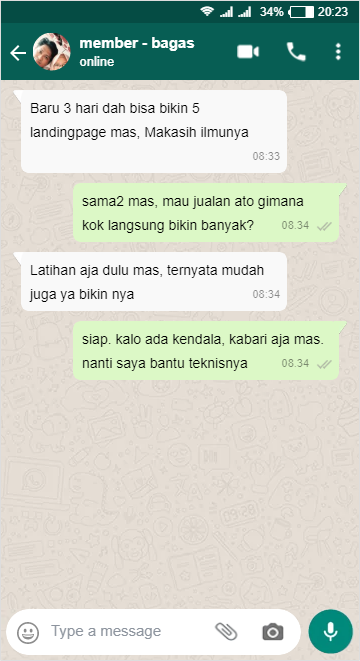 34% 20:23
member - bagas
online
Baru 3 hari dah bisa bikin 5
landingpage mas, Makasih ilmunya
08:33
sama2 mas, mau jualan ato gimana
kok langsung bikin banyak? 08.34
Latihan aja dulu mas, ternyata mudah
juga ya bikin nya 08:34
siap. kalo ada kendala, kabari aja mas.
nanti saya bantu teknisnya 08.34
Type a message